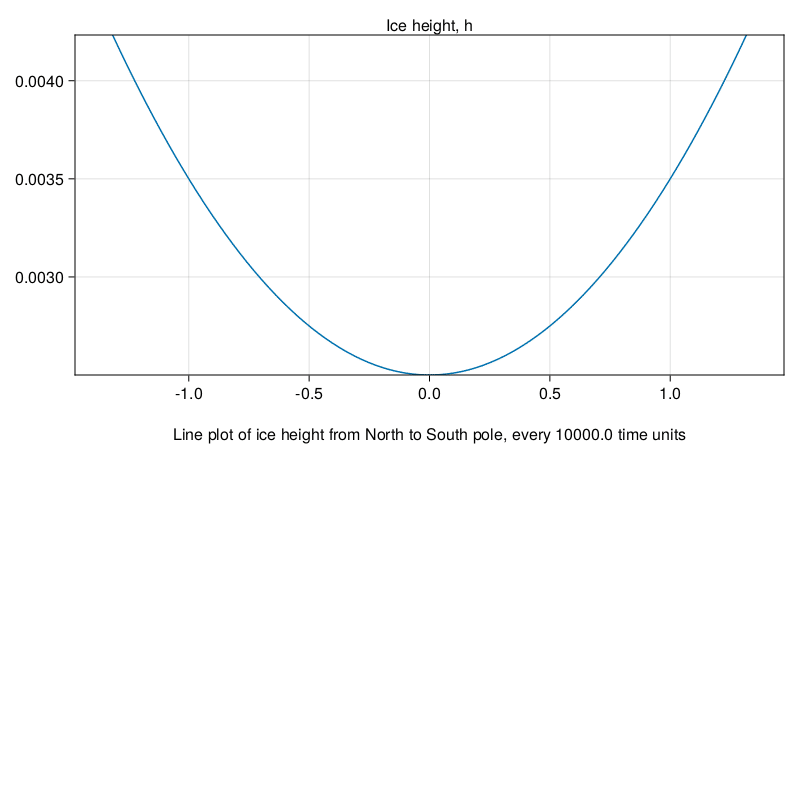 Ice height, h
0.0040
0.0035
0.0030
-1.0 -0.5 0.0 0.5 1.0
Line plot of ice height from North to South pole, every 10000.0 time units